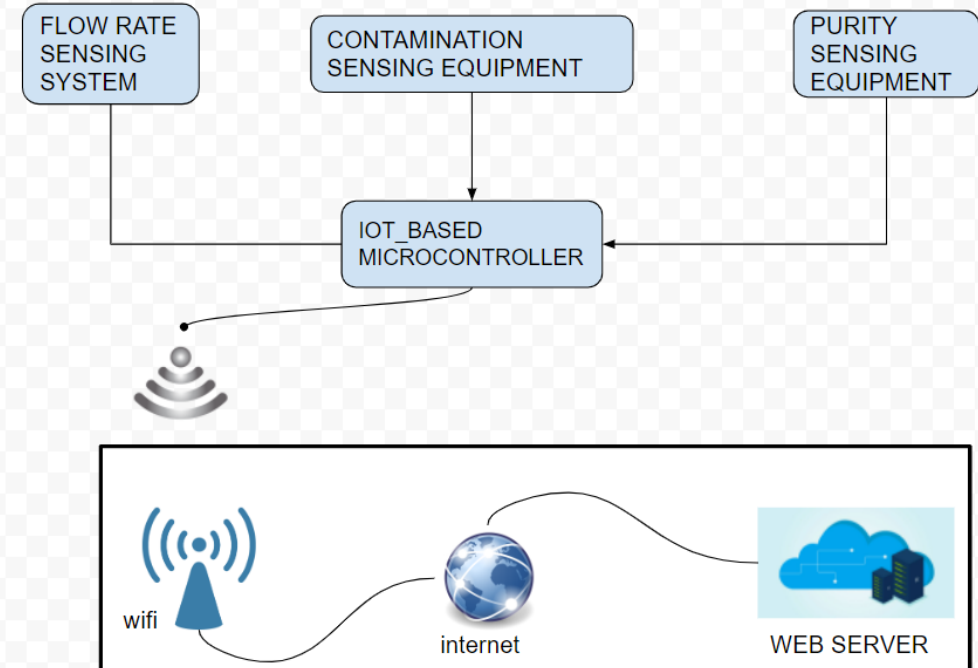 FLOW RATE
SENSING
SYSTEM
CONTAMINATION
SENSING EQUIPMENT
PURITY
SENSING
EQUIPMENT
IOT_BASED
MICROCONTROLLER
wifi
internet
WEB SERVER